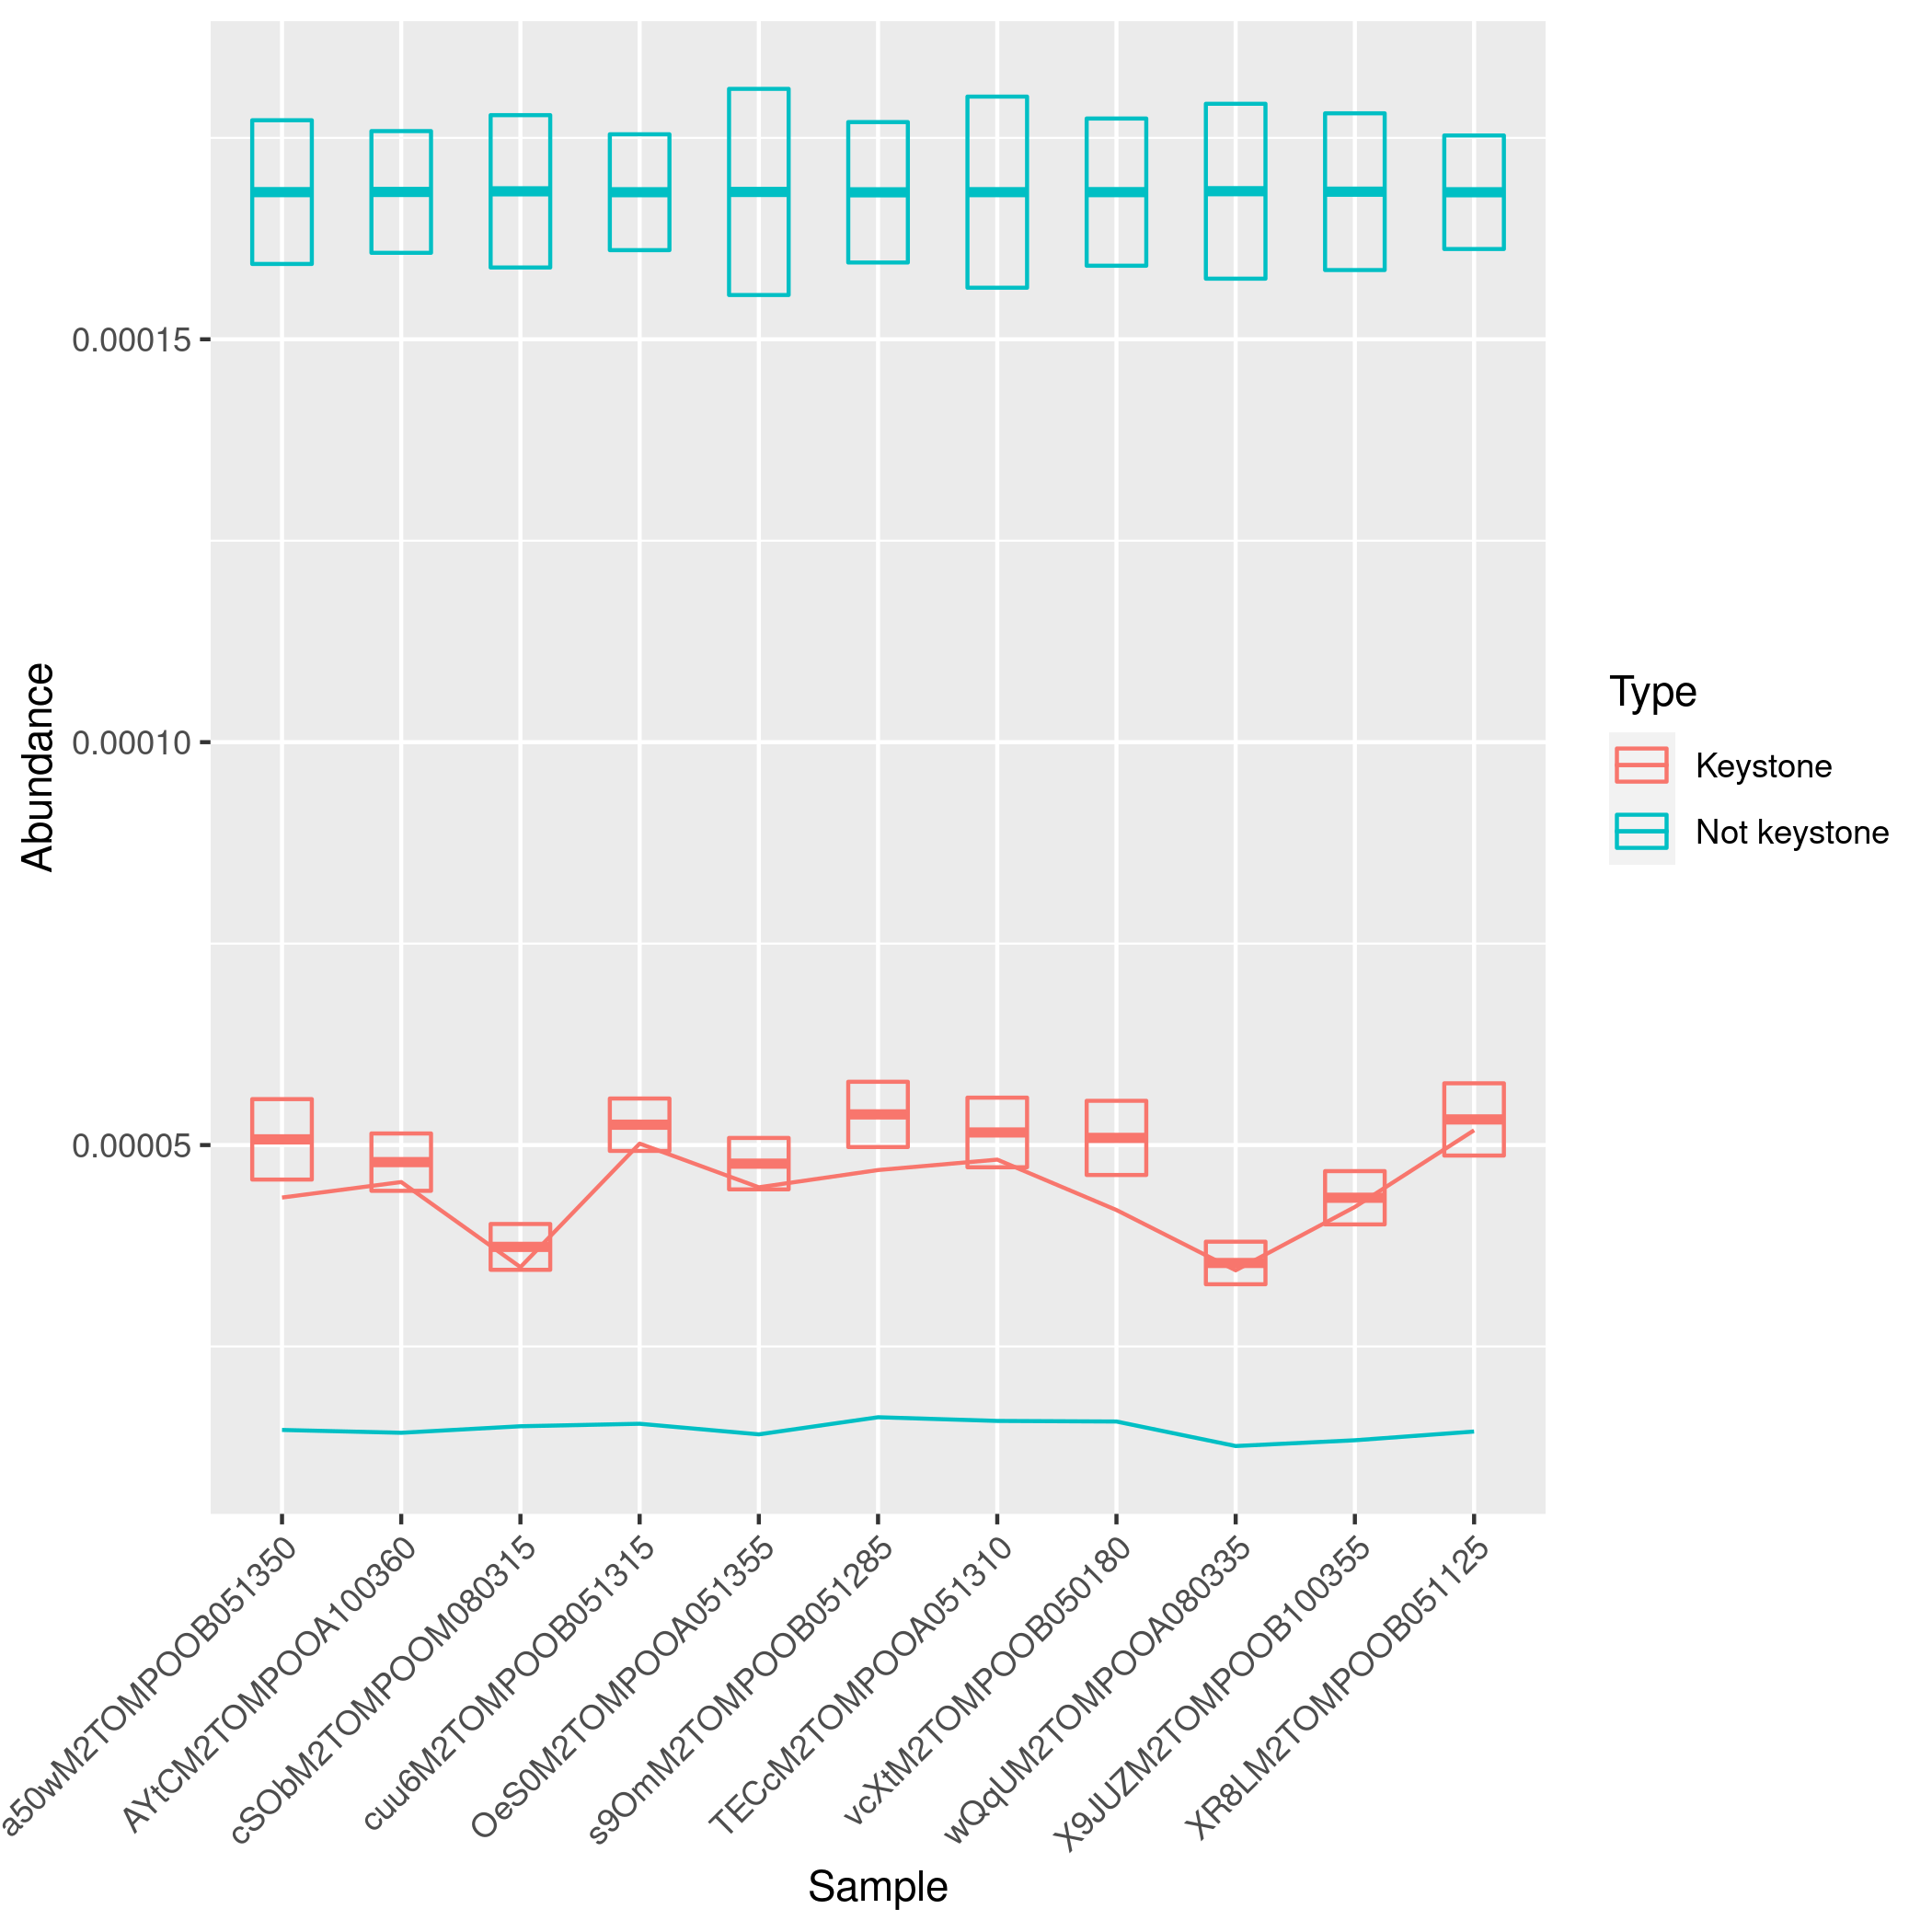 Abundance
0.00015
0.00010
0.00005
a50wM2TOMPOOB051350
AYtCM2TOMPOOA100360
cSObM2TOMPOOM080315
cuu6M2TOMPOOB051315
OeS0M2TOMPOOA051355
s9OmM2TOMPOOB051285
TECcM2TOMPOOA051310
vcXtM2TOMPOOB050180
wQqUM2TOMPOOA080335
X9JUZM2TOMPOOB100355
XR8LM2TOMPOOB051125
Sample
Type
Keystone
Not keystone